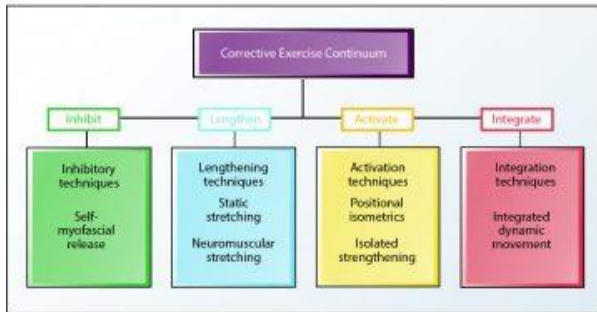 Corrective Exercise Continuum
Inhibit
Lengthen
Activate
Integrate
Inhibitory
techniques
Self-
myofascial
release
Lengthening
techniques
Static
stretching
Neuromuscular
stretching
Activation
techniques
Positional
isometrics
Isolated
strengthening
Integration
techniques
Integrated
dynamic
movement